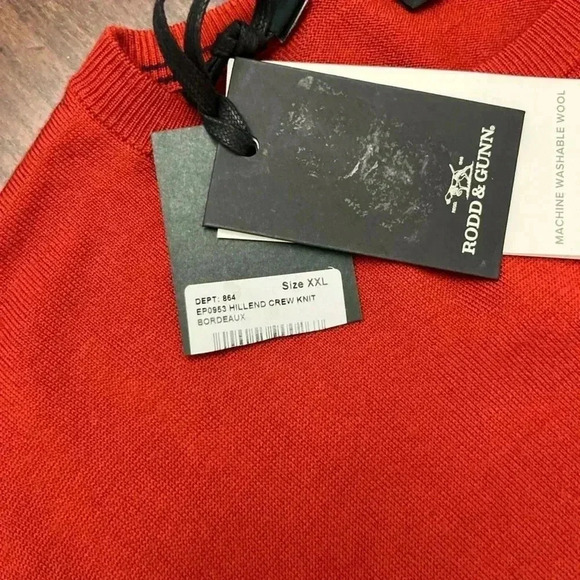 RODD & GUNN.
MACHINE WASHABLE WOOL
Size XXL
DEPT: 864
EP0953 HILLEND CREW KNIT
BORDEAUX